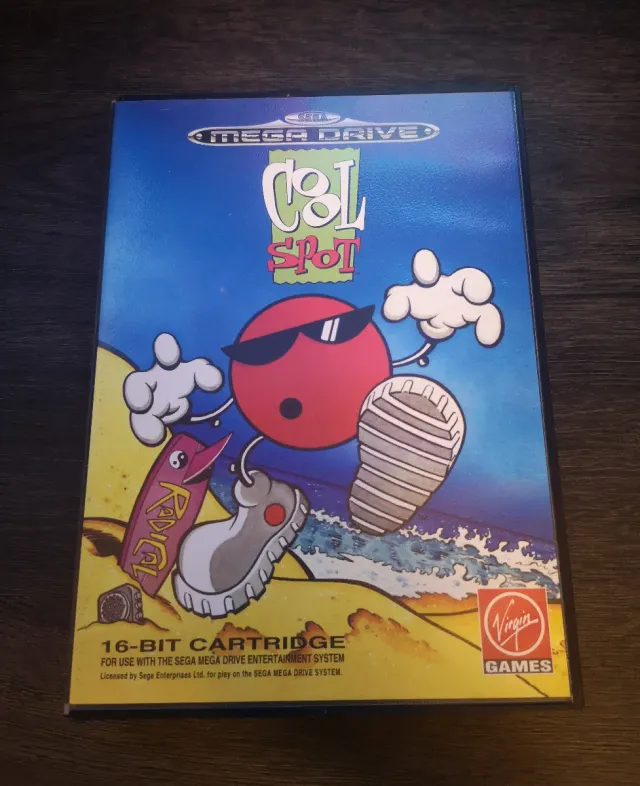 SEGA
MEGA DRIVE
COOL
SPOT
RADICAL
16-BIT CARTRIDGE
FOR USE WITH THE SEGA MEGA DRIVE ENTERTAINMENT SYSTEM
Licensed by Sega Enterprises Ltd. for play on the SEGA MEGA DRIVE SYSTEM.
Virgin
GAMES